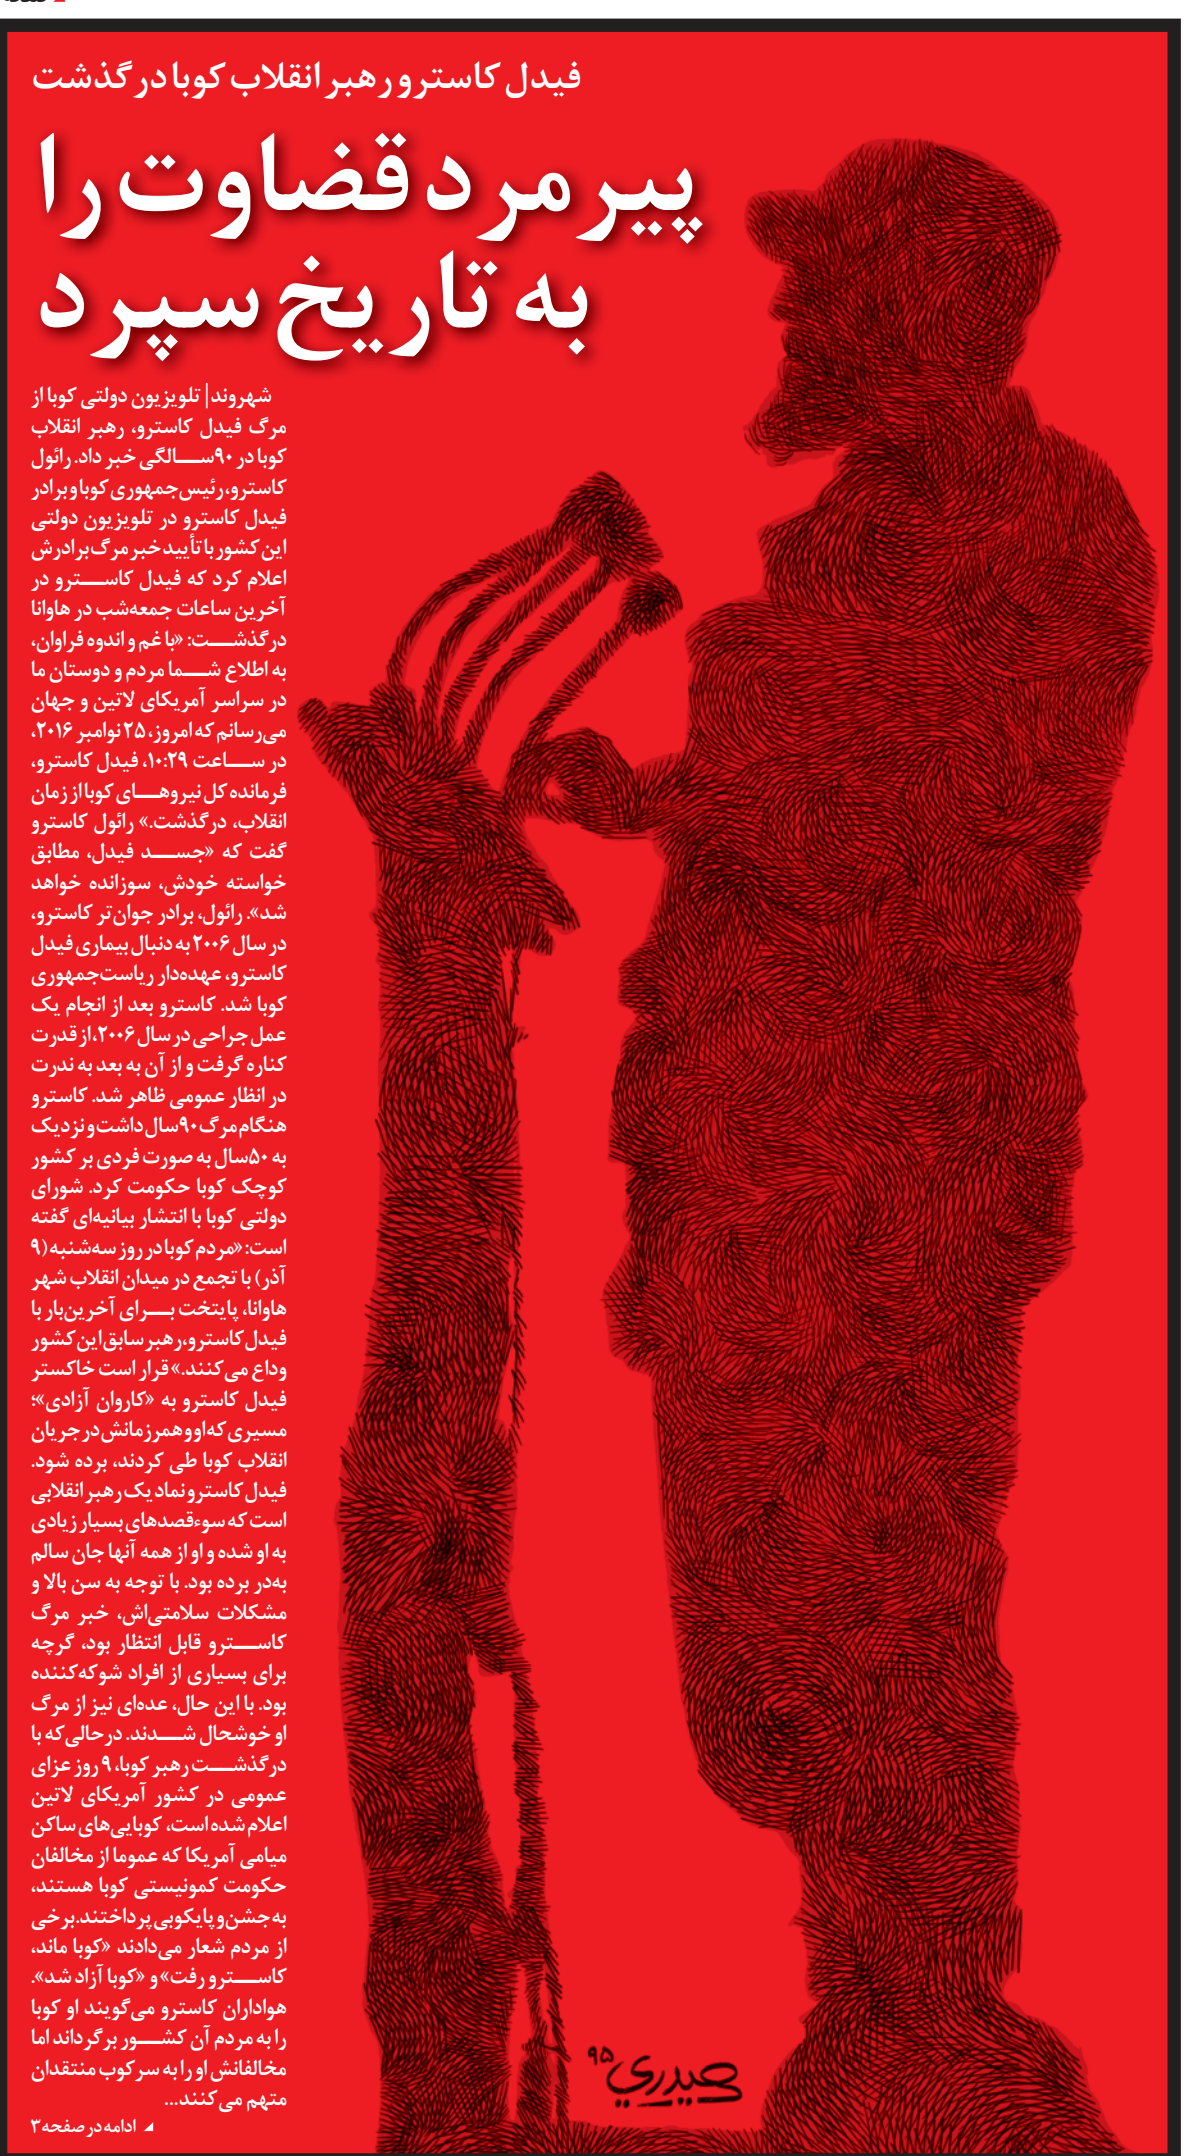 فیدل کاسترو رهبر انقلاب کوبا درگذشت
پیرمرد قضاوت را
به تاریخ سپرد
شهروند| تلویزیون دولتی کوبا از
مرگ فیدل کاسترو، رهبر انقلاب
کوبا در ۹۰ســـالگی خبر داد. رائول
کاسترو، رئیس‌جمهوری کوبا و برادر
فیدل کاسترو در تلویزیون دولتی
این کشور با تأیید خبر مرگ برادرش
اعلام کرد که فیدل کاســـترو در
آخرین ساعات جمعه‌شب در هاوانا
درگذشـــت: «با غم و اندوه فراوان،
به اطلاع شـــما مردم و دوستان ما
در سراسر آمریکای لاتین و جهان
می‌رسانم که امروز، ۲۵ نوامبر ۲۰۱۶،
در ســـاعت ۱۰:۲۹، فیدل کاسترو،
فرمانده کل نیروهـــای کوبا از زمان
انقلاب، درگذشت.» رائول کاسترو
گفت که «جســـد فیدل، مطابق
خواسته خودش، سوزانده خواهد
شد». رائول، برادر جوان‌تر کاسترو،
در سال ۲۰۰۶ به دنبال بیماری فیدل
کاسترو، عهده‌دار ریاست‌جمهوری
کوبا شد. کاسترو بعد از انجام یک
عمل جراحی در سال ۲۰۰۶، از قدرت
کناره گرفت و از آن به بعد به ندرت
در انظار عمومی ظاهر شد. کاسترو
هنگام مرگ ۹۰سال داشت و نزدیک
به ۵۰سال به صورت فردی بر کشور
کوچک کوبا حکومت کرد. شورای
دولتی کوبا با انتشار بیانیه‌ای گفته
است: «مردم کوبا در روز سه‌شنبه (۹
آذر) با تجمع در میدان انقلاب شهر
هاوانا، پایتخت بـــرای آخرین‌بار با
فیدل کاسترو، رهبر سابق این کشور
وداع می‌کنند.» قرار است خاکستر
فیدل کاسترو به «کاروان آزادی»؛
مسیری که او و همرزمانش در جریان
انقلاب کوبا طی کردند، برده شود.
فیدل کاسترو نماد یک رهبر انقلابی
است که سوءقصدهای بسیار زیادی
به او شده و او از همه آنها جان سالم
به‌در برده بود. با توجه به سن بالا و
مشکلات سلامتی‌اش، خبر مرگ
کاســـترو قابل انتظار بود، گرچه
برای بسیاری از افراد شوکه‌کننده
بود. با این حال، عده‌ای نیز از مرگ
او خوشحال شـــدند. درحالی‌که با
درگذشـــت رهبر کوبا، ۹ روز عزای
عمومی در کشور آمریکای لاتین
اعلام شده است، کوبایی‌های ساکن
میامی آمریکا که عموما از مخالفان
حکومت کمونیستی کوبا هستند،
به جشن و پایکوبی پرداختند. برخی
از مردم شعار می‌دادند «کوبا ماند،
کاســـترو رفت» و «کوبا آزاد شد».
هواداران کاسترو می‌گویند او کوبا
را به مردم آن کشـــور برگرداند اما
مخالفانش او را به سرکوب منتقدان
متهم می‌کنند...
ادامه در صفحه ۳
حیدری ۹۵